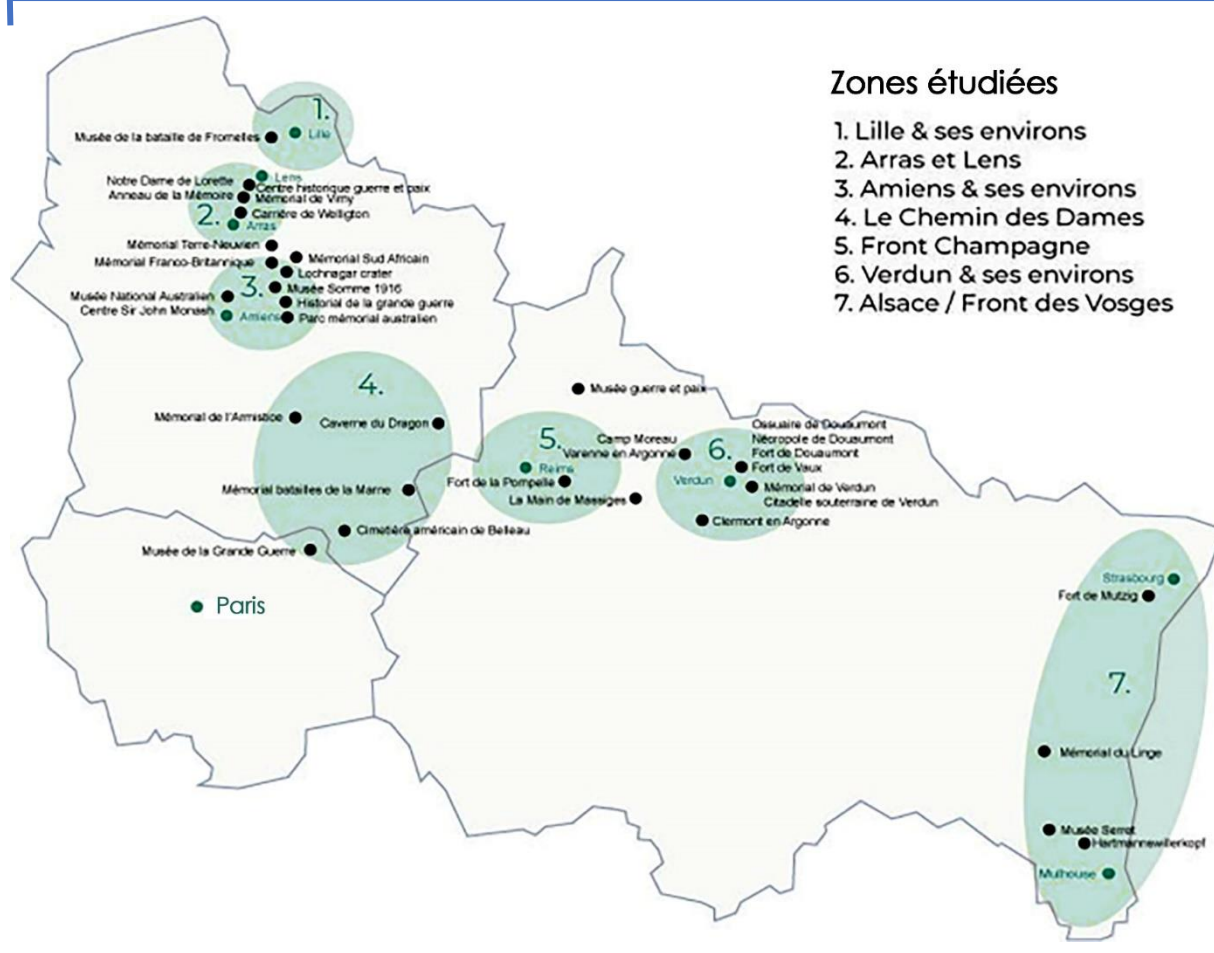 Zones étudiées
1. Lille & ses environs
2. Arras et Lens
3. Amiens & ses environs
4. Le Chemin des Dames
5. Front Champagne
6. Verdun & ses environs
7. Alsace / Front des Vosges
1.
Lille
Musée de la bataille de Fromelles
Lens
Notre Dame de Lorette
Centre historique guerre et paix
Anneau de la Mémoire
Mémorial de Vimy
2.
Carrière de Welligton
Arras
Mémorial Terre-Neuvien
Mémorial Franco-Britannique
Mémorial Sud Africain
Lochnagar crater
3.
Musée Somme 1916
Musée National Australien
Historial de la grande guerre
Centre Sir John Monash
Amiens
Parc mémorial australien
4.
Mémorial de l'Armistice
Caverne du Dragon
Mémorial batailles de la Marne
Cimetière américain de Belleau
Musée de la Grande Guerre
Paris
Musée guerre et paix
5.
Reims
Fort de la Pompelle
La Main de Massiges
Camp Moreau
Varenne en Argonne
6.
Ossuaire de Douaumont
Nécropole de Douaumont
Fort de Douaumont
Fort de Vaux
Verdun
Mémorial de Verdun
Citadelle souterraine de Verdun
Clermont en Argonne
Strasbourg
Fort de Mutzig
7.
Mémorial du Linge
Musée Serret
Hartmannewillerkopf
Mulhouse